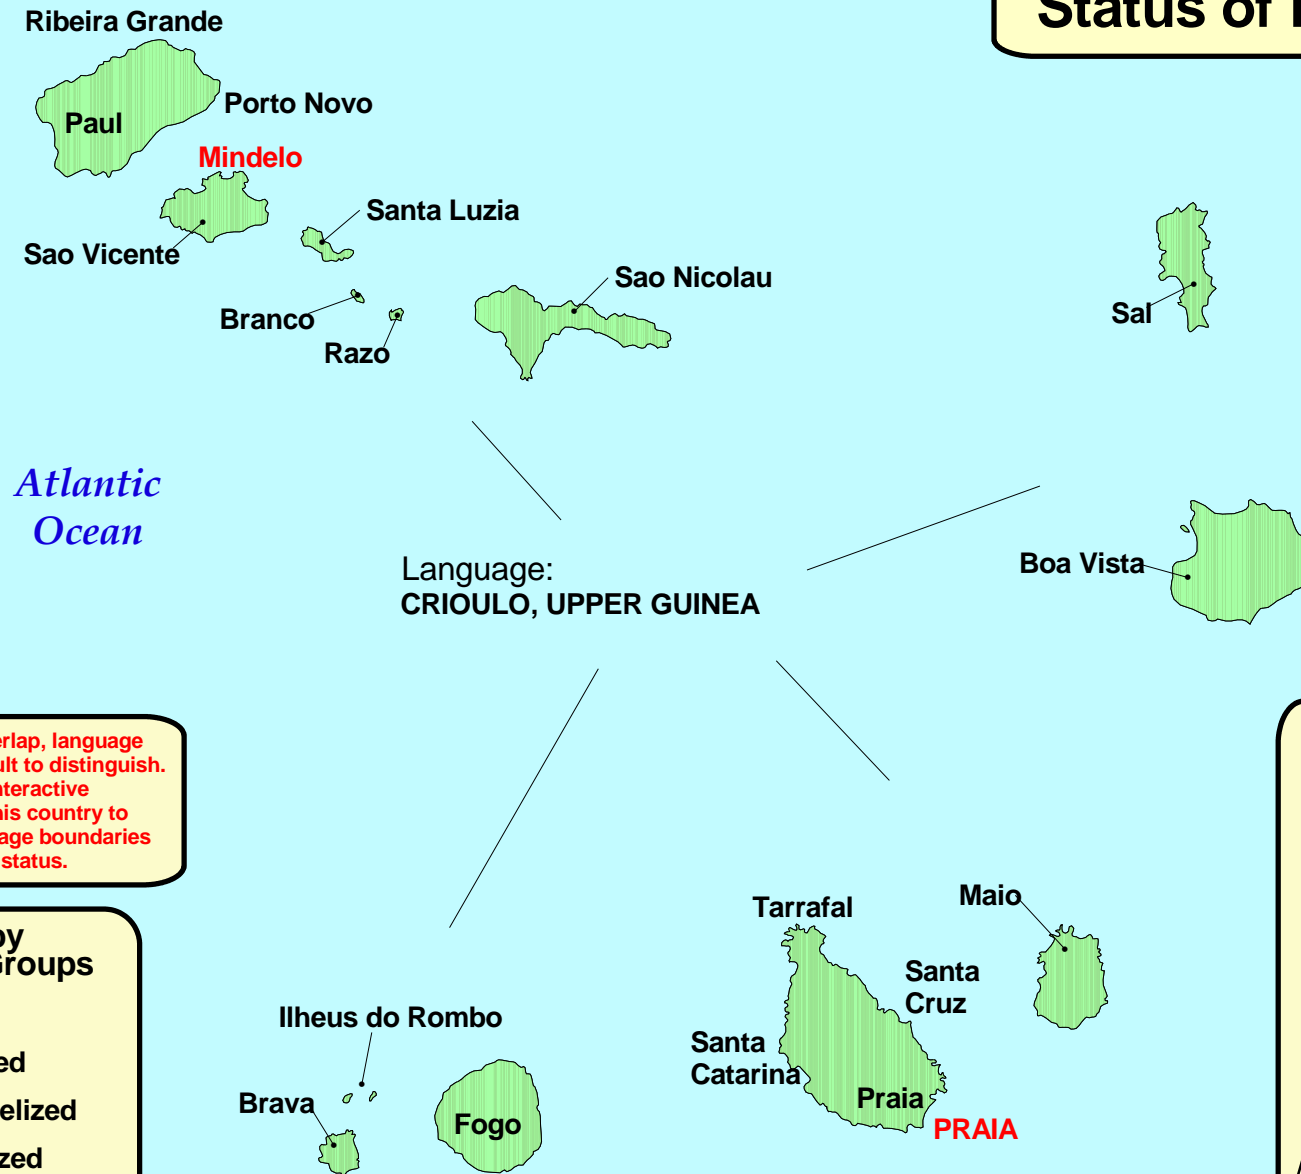 Status of
Ribeira Grande
Porto Novo
Paul
Mindelo
Santa Luzia
Sao Vicente
Sao Nicolau
Branco
Sal
Razo
Atlantic
Ocean
Language:
CRIOULO, UPPER GUINEA
Boa Vista
erlap, language
ult to distinguish.
nteractive
his country to
age boundaries
status.
by
Groups
ed
elized
zed
Tarrafal
Maio
Santa
Cruz
Ilheus do Rombo
Santa
Catarina
Brava
Fogo
Praia
PRAIA